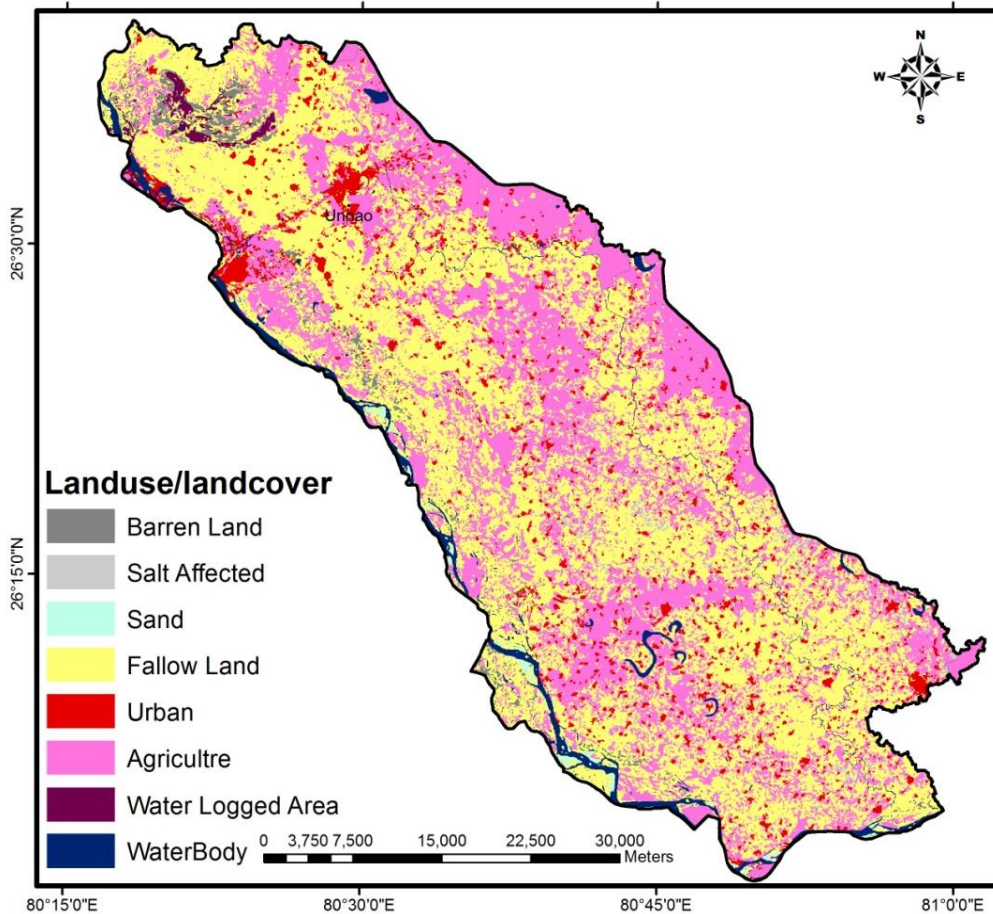 N
W E
S
Unnao
26°30'0"N
26°15'0"N
Landuse/landcover
Barren Land
Salt Affected
Sand
Fallow Land
Urban
Agricultre
Water Logged Area
WaterBody
0 3,750 7,500 15,000 22,500 30,000
Meters
80°15'0"E 80°30'0"E 80°45'0"E 81°0'0"E